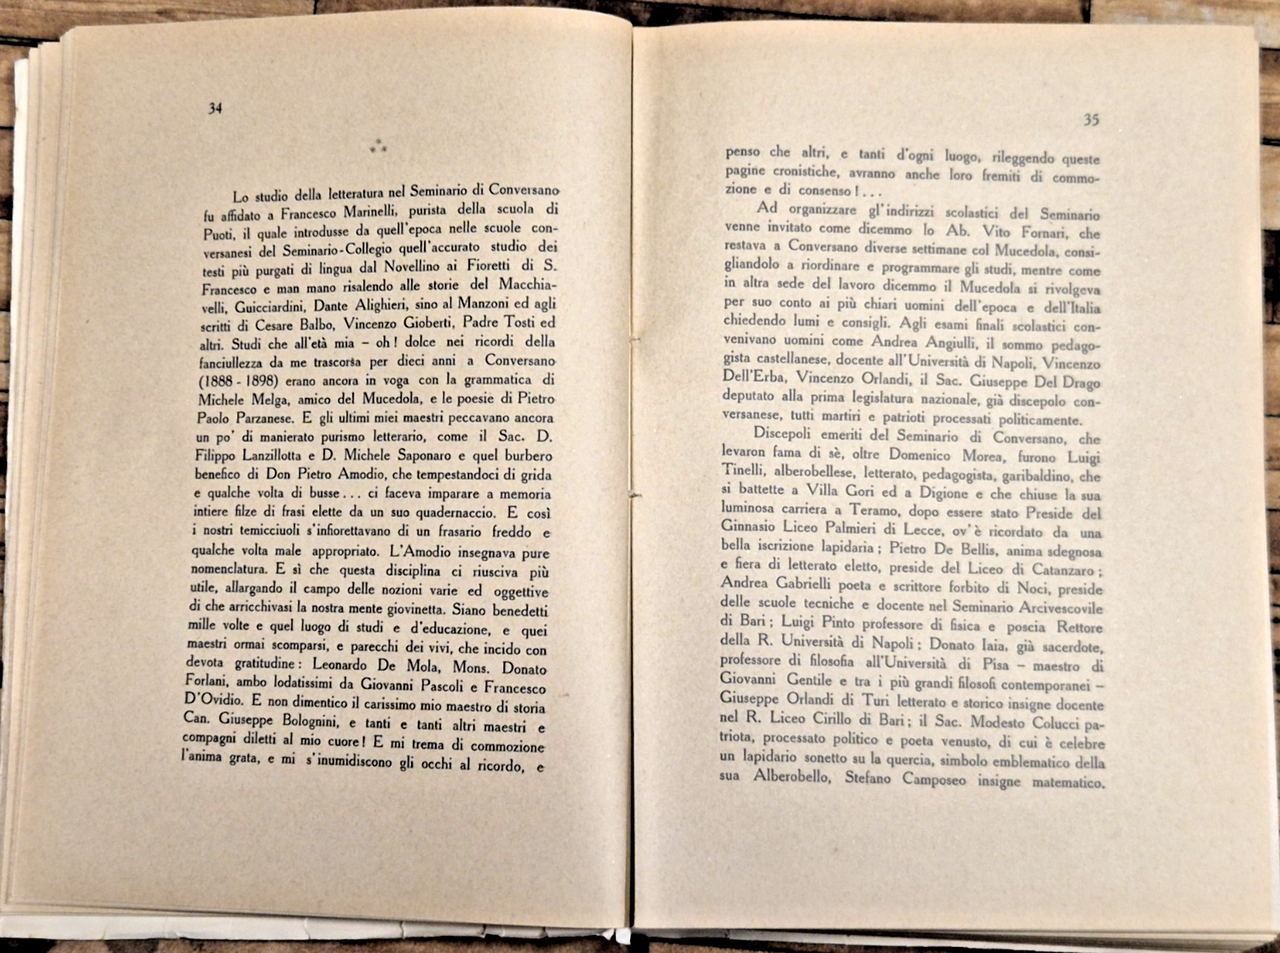 34
Lo studio della letteratura nel Seminario di Conversano
fu affidato a Francesco Marinelli, purista della scuola di
Puoti, il quale introdusse da quell'epoca nelle scuole con-
versanesi del Seminario-Collegio quell'accurato studio dei
testi più purgati di lingua dal Novellino ai Fioretti di S.
Francesco e man mano risalendo alle storie del Macchia-
velli, Guicciardini, Dante Alighieri, sino al Manzoni ed agli
scritti di Cesare Balbo, Vincenzo Gioberti, Padre Tosti ed
altri. Studi che all'età mia - oh! dolce nei ricordi della
fanciullezza da me trascorsa per dieci anni a Conversano
(1888 - 1898) erano ancora in voga con la grammatica di
Michele Melga, amico del Mucedola, e le poesie di Pietro
Paolo Parzanese. E gli ultimi miei maestri peccavano ancora
un po' di manierato purismo letterario, come il Sac. D.
Filippo Lanzillotta e D. Michele Saponaro e quel burbero
benefico di Don Pietro Amodio, che tempestandoci di grida
e qualche volta di busse... ci faceva imparare a memoria
intiere filze di frasi elette da un suo quadernaccio. E così
i nostri temicciuoli s'infiorettavano di un frasario freddo e
qualche volta male appropriato. L'Amodio insegnava pure
nomenclatura. E sì che questa disciplina ci riusciva più
utile, allargando il campo delle nozioni varie ed oggettive
di che arricchivasi la nostra mente giovinetta. Siano benedetti
mille volte e quel luogo di studi e d'educazione, e quei
maestri ormai scomparsi, e parecchi dei vivi, che incido con
devota gratitudine: Leonardo De Mola, Mons. Donato
Forlani, ambo lodatissimi da Giovanni Pascoli e Francesco
D'Ovidio. E non dimentico il carissimo mio maestro di storia
Can. Giuseppe Bolognini, e tanti e tanti altri maestri e
compagni diletti al mio cuore! E mi trema di commozione
l'anima grata, e mi s'inumidiscono gli occhi al ricordo, e
35
penso che altri, e tanti d'ogni luogo, rileggendo queste
pagine cronistiche, avranno anche loro fremiti di commo-
zione e di consenso!...
Ad organizzare gl'indirizzi scolastici del Seminario
venne invitato come dicemmo lo Ab. Vito Fornari, che
restava a Conversano diverse settimane col Mucedola, consi-
gliandolo a riordinare e programmare gli studi, mentre come
in altra sede del lavoro dicemmo il Mucedola si rivolgeva
per suo conto ai più chiari uomini dell'epoca e dell'Italia
chiedendo lumi e consigli. Agli esami finali scolastici con-
venivano uomini come Andrea Angiulli, il sommo pedago-
gista castellanese, docente all'Università di Napoli, Vincenzo
Dell'Erba, Vincenzo Orlandi, il Sac. Giuseppe Del Drago
deputato alla prima legislatura nazionale, già discepolo con-
versanese, tutti martiri e patrioti processati politicamente.
Discepoli emeriti del Seminario di Conversano, che
levaron fama di sè, oltre Domenico Morea, furono Luigi
Tinelli, alberobellese, letterato, pedagogista, garibaldino, che
si battette a Villa Gori ed a Digione e che chiuse la sua
luminosa carriera a Teramo, dopo essere stato Preside del
Ginnasio Liceo Palmieri di Lecce, ov'è ricordato da una
bella iscrizione lapidaria; Pietro De Bellis, anima sdegnosa
e fiera di letterato eletto, preside del Liceo di Catanzaro;
Andrea Gabrielli poeta e scrittore forbito di Noci, preside
delle scuole tecniche e docente nel Seminario Arcivescovile
di Bari; Luigi Pinto professore di fisica e poscia Rettore
della R. Università di Napoli; Donato Iaia, già sacerdote,
professore di filosofia all'Università di Pisa - maestro di
Giovanni Gentile e tra i più grandi filosofi contemporanei -
Giuseppe Orlandi di Turi letterato e storico insigne docente
nel R. Liceo Cirillo di Bari; il Sac. Modesto Colucci pa-
triota, processato politico e poeta venusto, di cui è celebre
un lapidario sonetto su la quercia, simbolo emblematico della
sua Alberobello, Stefano Camposeo insigne matematico.